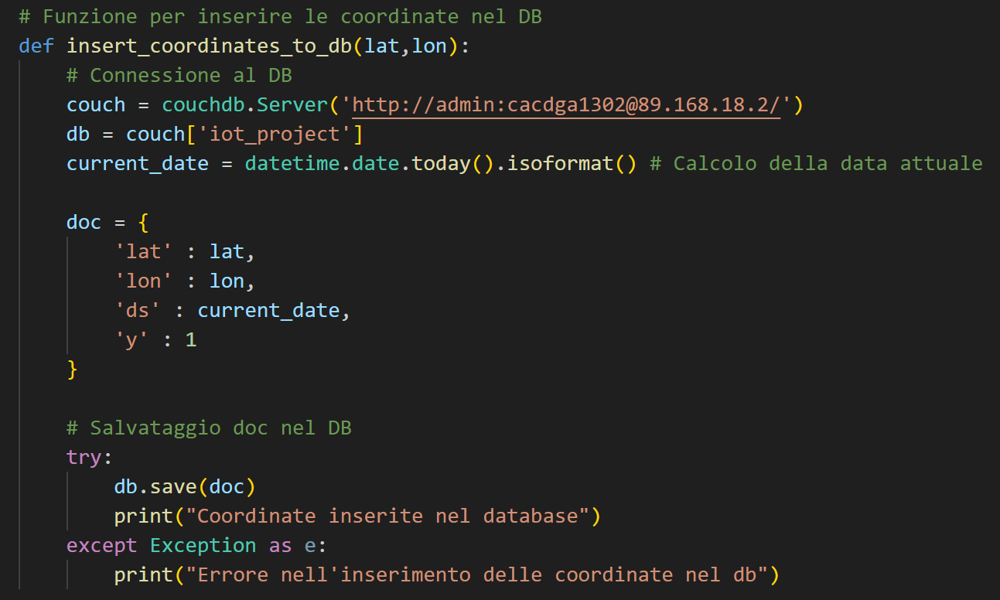 # Funzione per inserire le coordinate nel DB
def insert_coordinates_to_db(lat,lon):
    # Connessione al DB
    couch = couchdb.Server('http://admin:cacdga1302@89.168.18.2/')
    db = couch['iot_project']
    current_date = datetime.date.today().isoformat() # Calcolo della data attuale

    doc = {
        'lat' : lat,
        'lon' : lon,
        'ds' : current_date,
        'y' : 1
    }

    # Salvataggio doc nel DB
    try:
        db.save(doc)
        print("Coordinate inserite nel database")
    except Exception as e:
        print("Errore nell'inserimento delle coordinate nel db")